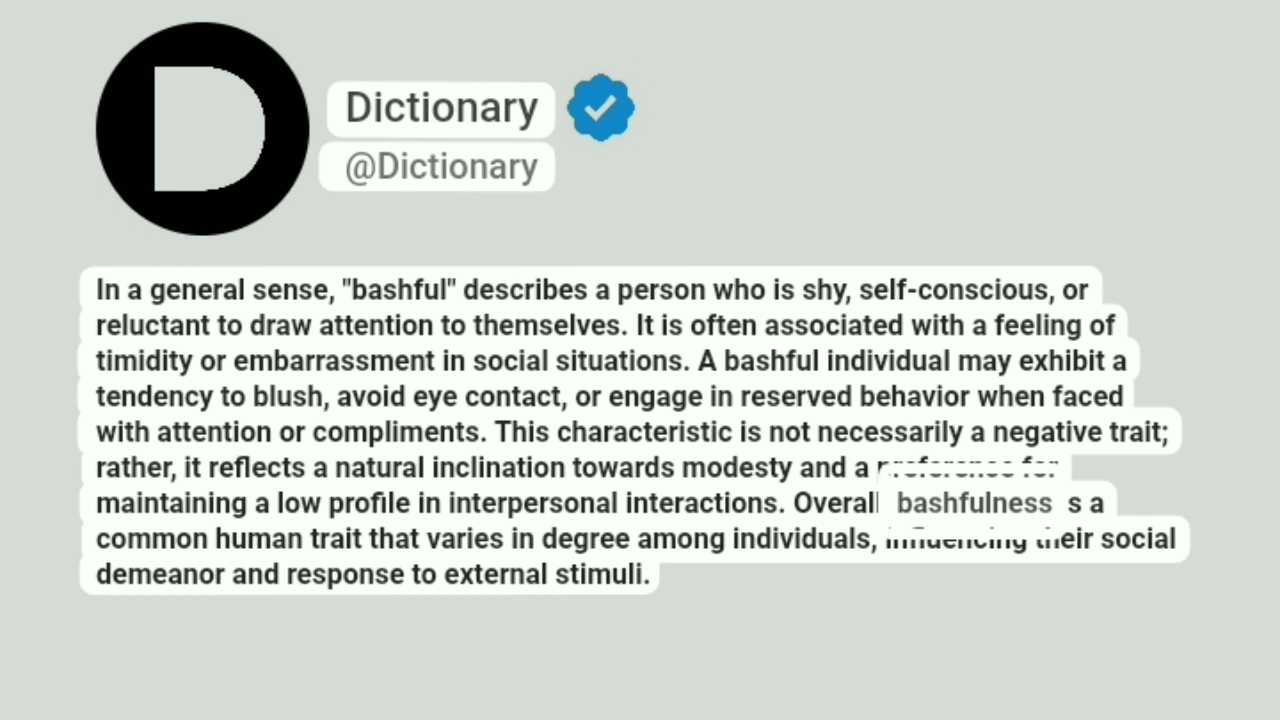 D
Dictionary
@Dictionary
In a general sense, "bashful" describes a person who is shy, self-conscious, or
reluctant to draw attention to themselves. It is often associated with a feeling of
timidity or embarrassment in social situations. A bashful individual may exhibit a
tendency to blush, avoid eye contact, or engage in reserved behavior when faced
with attention or compliments. This characteristic is not necessarily a negative trait;
rather, it reflects a natural inclination towards modesty and a preference for
maintaining a low profile in interpersonal interactions. Overall bashfulness s a
common human trait that varies in degree among individuals, influencing their social
demeanor and response to external stimuli.